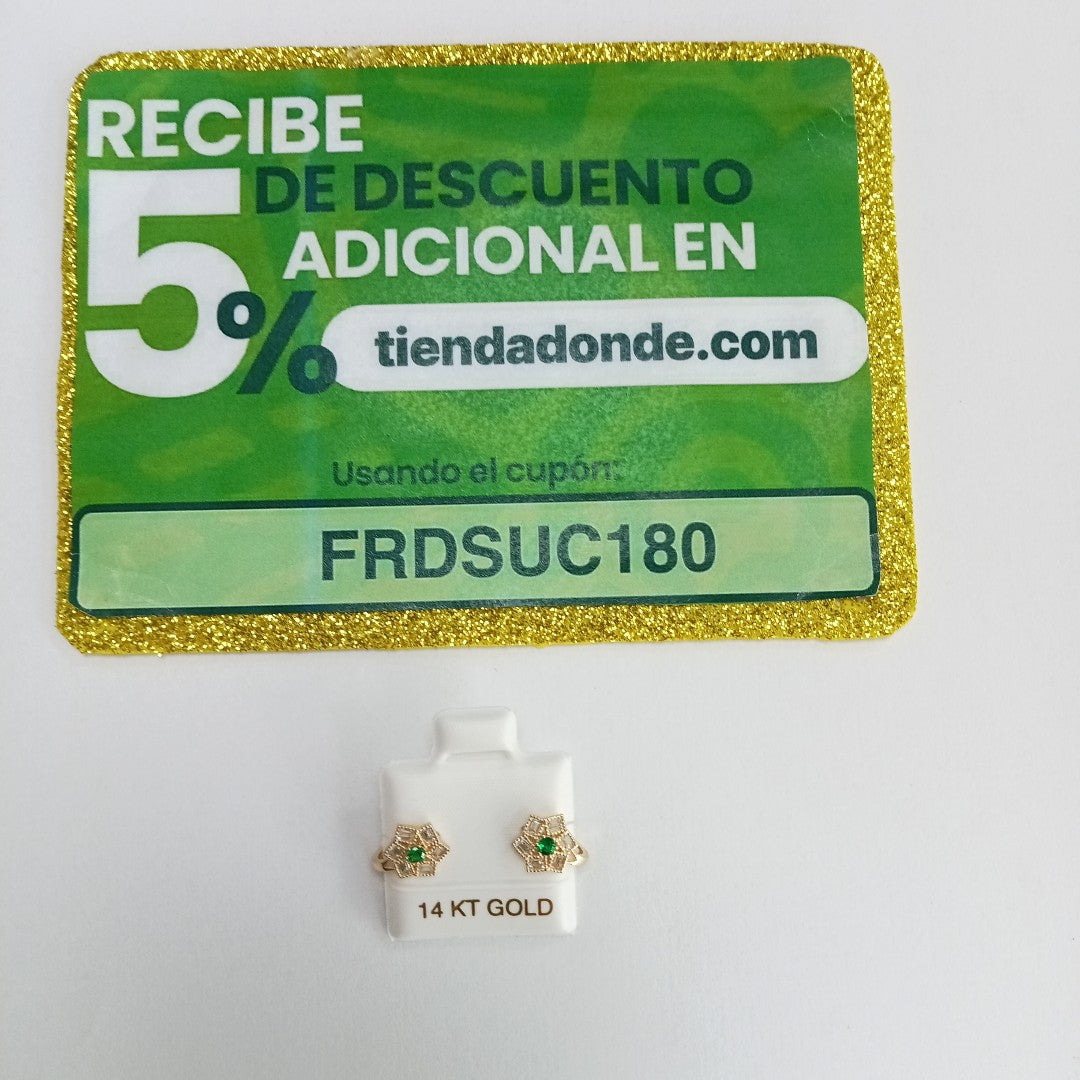 RECIBE
5% DE DESCUENTO
ADICIONAL EN
tiendadonde.com
Usando el cupón:
FRDSUC180
14 KT GOLD